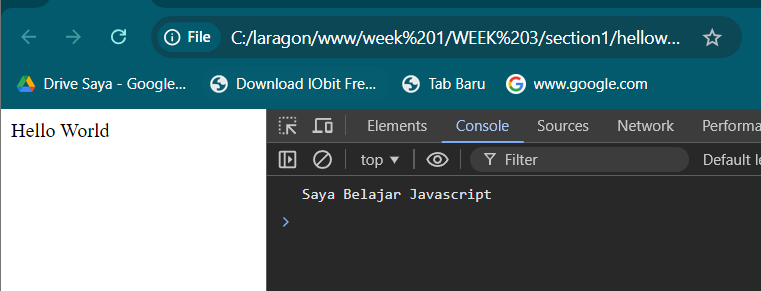 File C:/laragon/www/week%201/WEEK%203/section1/hellow...
Drive Saya - Google... Download IObit Fre... Tab Baru www.google.com
Hello World
Elements Console Sources Network Performa
top Filter Default le
Saya Belajar Javascript